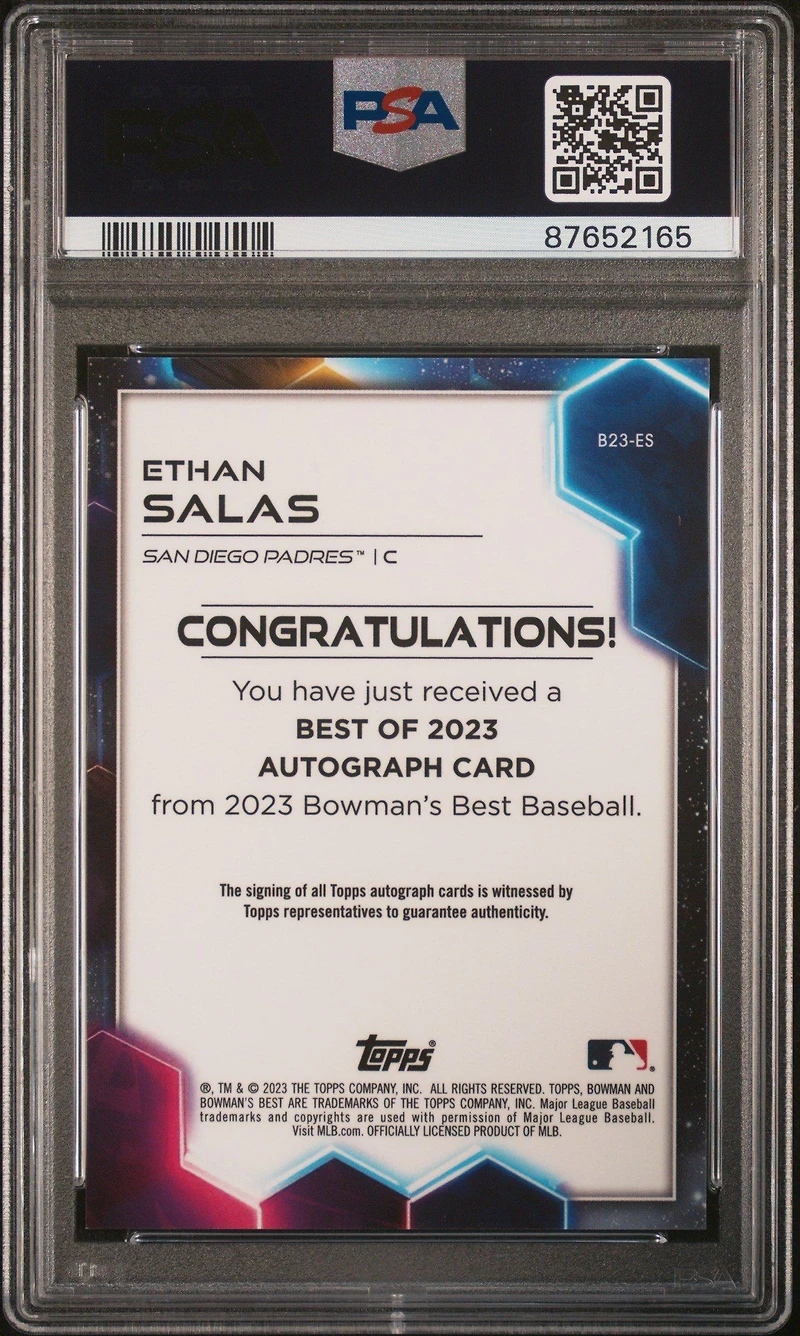 PSA
87652165
B23-ES
ETHAN
SALAS
SAN DIEGO PADRES™ | C
CONGRATULATIONS!
You have just received a
BEST OF 2023
AUTOGRAPH CARD
from 2023 Bowman's Best Baseball.
The signing of all Topps autograph cards is witnessed by
Topps representatives to guarantee authenticity.
topps®
®, TM & © 2023 THE TOPPS COMPANY, INC. ALL RIGHTS RESERVED. TOPPS, BOWMAN AND
BOWMAN'S BEST ARE TRADEMARKS OF THE TOPPS COMPANY, INC. Major League Baseball
trademarks and copyrights are used with permission of Major League Baseball.
Visit MLB.com. OFFICIALLY LICENSED PRODUCT OF MLB.
PSA